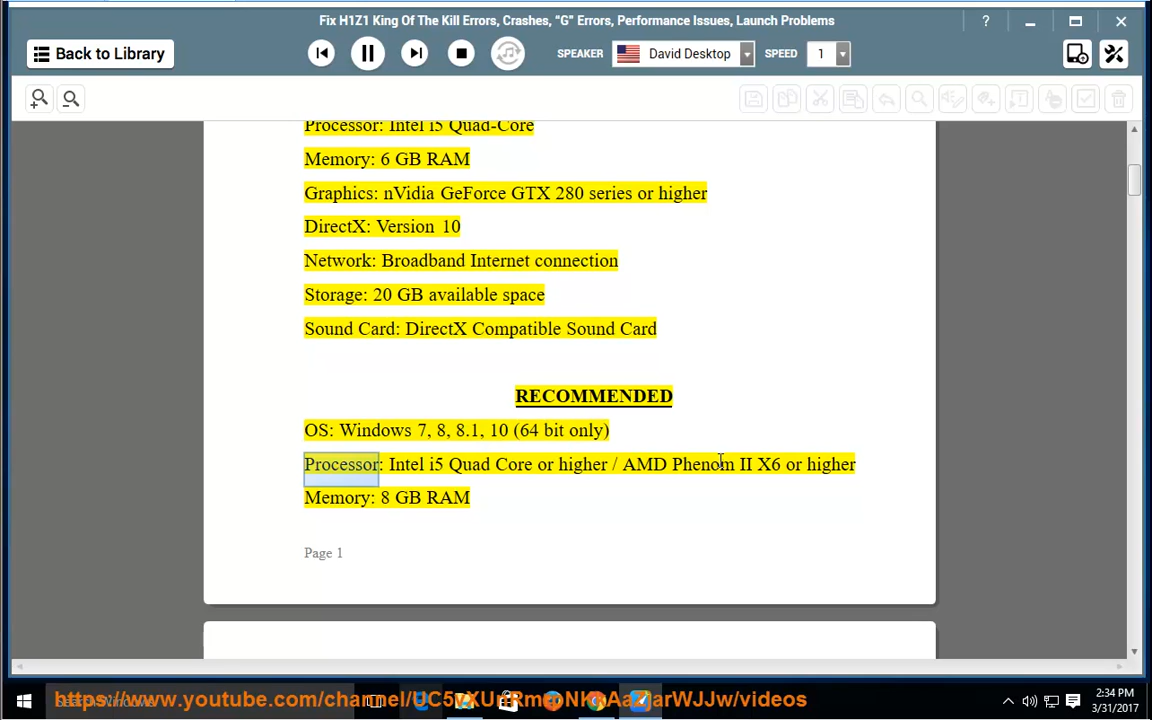 Fix H1Z1 King Of The Kill Errors, Crashes, “G” Errors, Performance Issues, Launch Problems
?
Back to Library
SPEAKER
David Desktop
SPEED
1
Processor: Intel i5 Quad-Core
Memory: 6 GB RAM
Graphics: nVidia GeForce GTX 280 series or higher
DirectX: Version 10
Network: Broadband Internet connection
Storage: 20 GB available space
Sound Card: DirectX Compatible Sound Card
RECOMMENDED
OS: Windows 7, 8, 8.1, 10 (64 bit only)
Processor: Intel i5 Quad Core or higher / AMD Phenom II X6 or higher
Memory: 8 GB RAM
Page 1
2:34 PM
3/31/2017